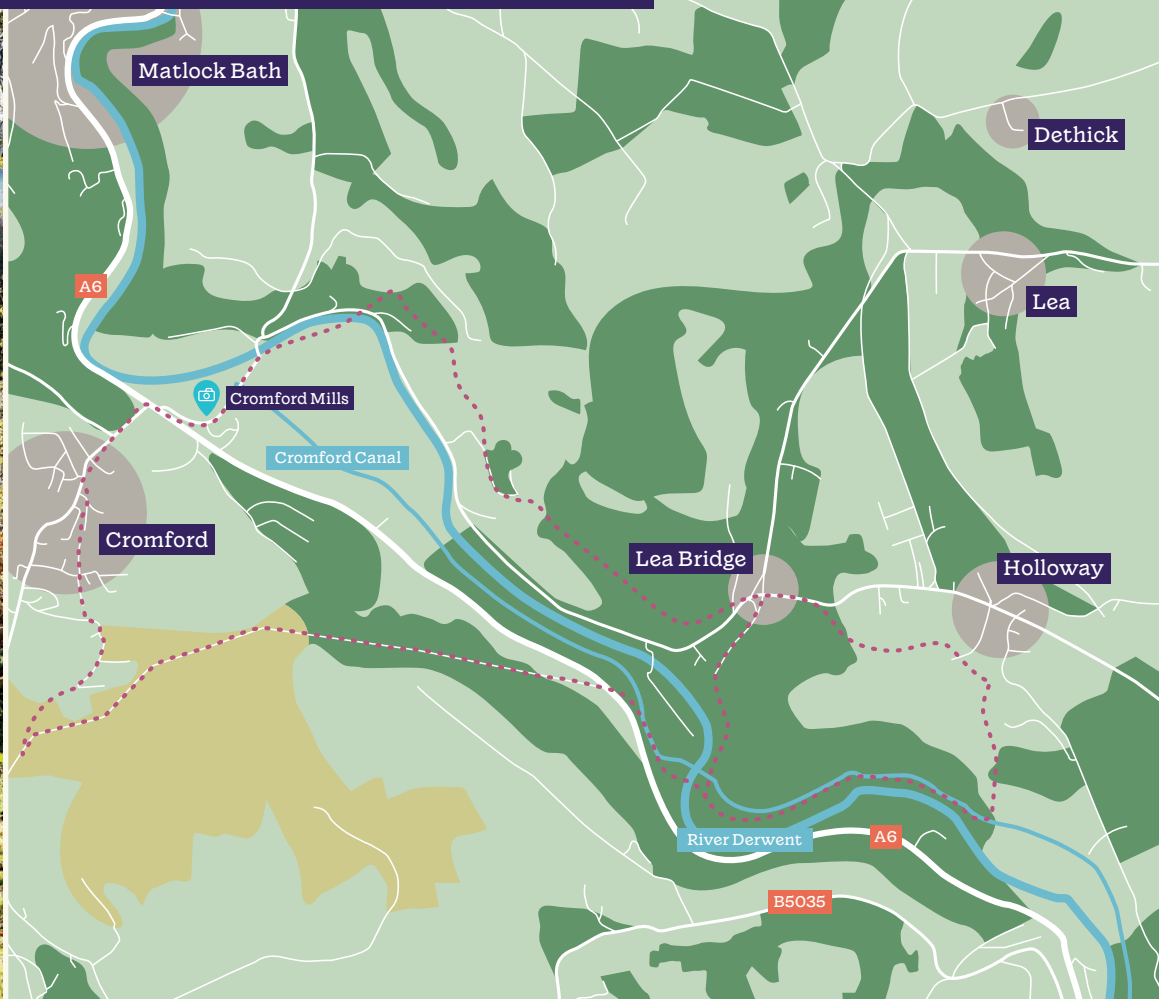 Matlock Bath
Dethick
A6
Lea
Cromford Mills
Cromford Canal
Cromford
Lea Bridge
Holloway
River Derwent
A6
B5035